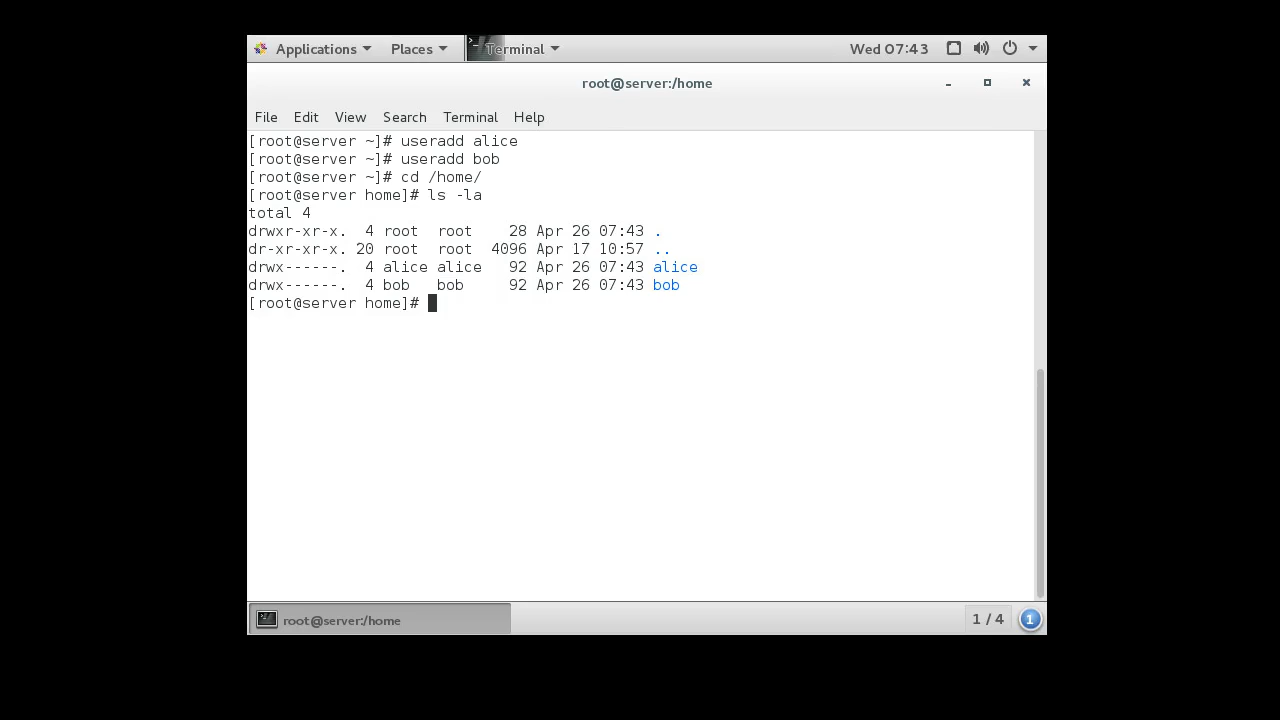 Applications Places Terminal Wed 07:43
root@server:/home
File Edit View Search Terminal Help
[root@server ~]# useradd alice
[root@server ~]# useradd bob
[root@server ~]# cd /home/
[root@server home]# ls -la
total 4
drwxr-xr-x.  4 root  root    28 Apr 26 07:43 .
dr-xr-xr-x. 20 root  root  4096 Apr 17 10:57 ..
drwx------.  4 alice alice   92 Apr 26 07:43 alice
drwx------.  4 bob   bob     92 Apr 26 07:43 bob
[root@server home]#
root@server:/home 1 / 4 1